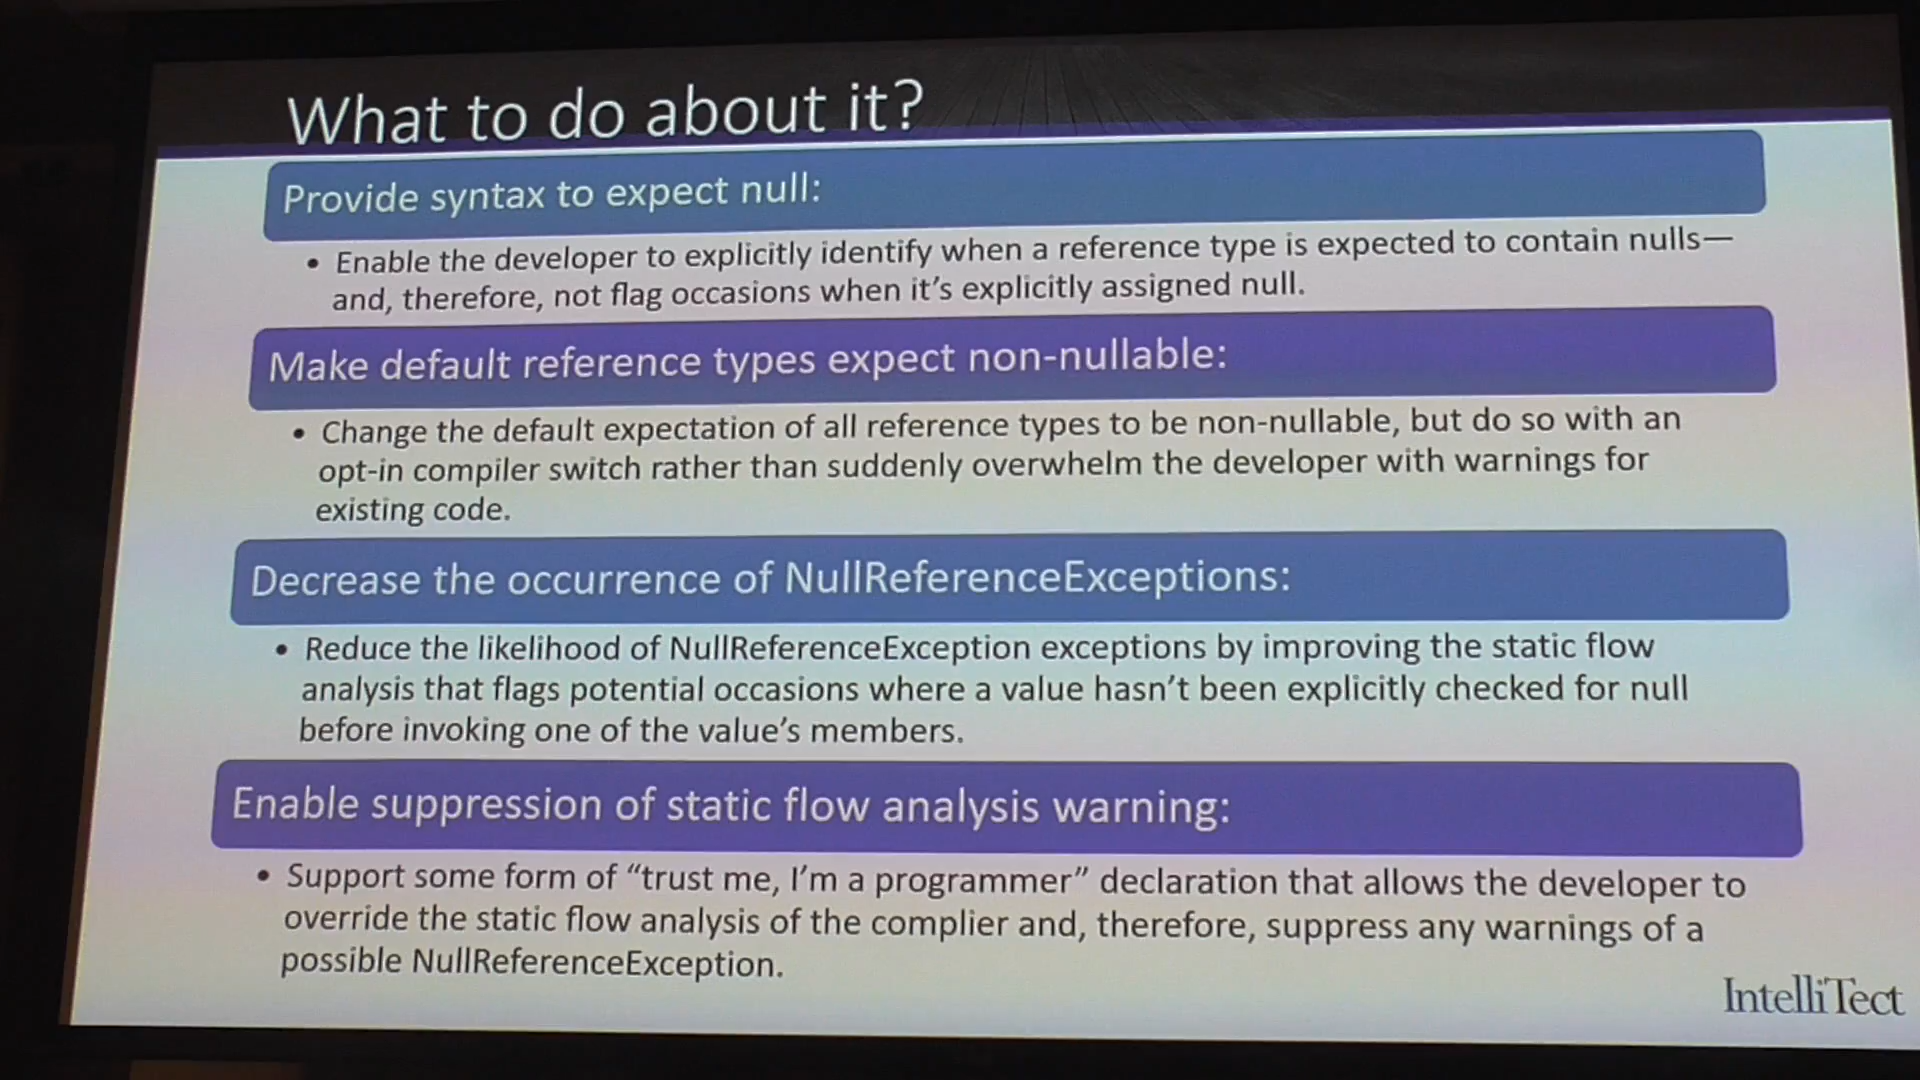 What to do about it?
Provide syntax to expect null:
• Enable the developer to explicitly identify when a reference type is expected to contain nulls—
and, therefore, not flag occasions when it's explicitly assigned null.
Make default reference types expect non-nullable:
• Change the default expectation of all reference types to be non-nullable, but do so with an
opt-in compiler switch rather than suddenly overwhelm the developer with warnings for
existing code.
Decrease the occurrence of NullReferenceExceptions:
• Reduce the likelihood of NullReferenceException exceptions by improving the static flow
analysis that flags potential occasions where a value hasn't been explicitly checked for null
before invoking one of the value's members.
Enable suppression of static flow analysis warning:
• Support some form of “trust me, I'm a programmer” declaration that allows the developer to
override the static flow analysis of the complier and, therefore, suppress any warnings of a
possible NullReferenceException.
IntelliTect